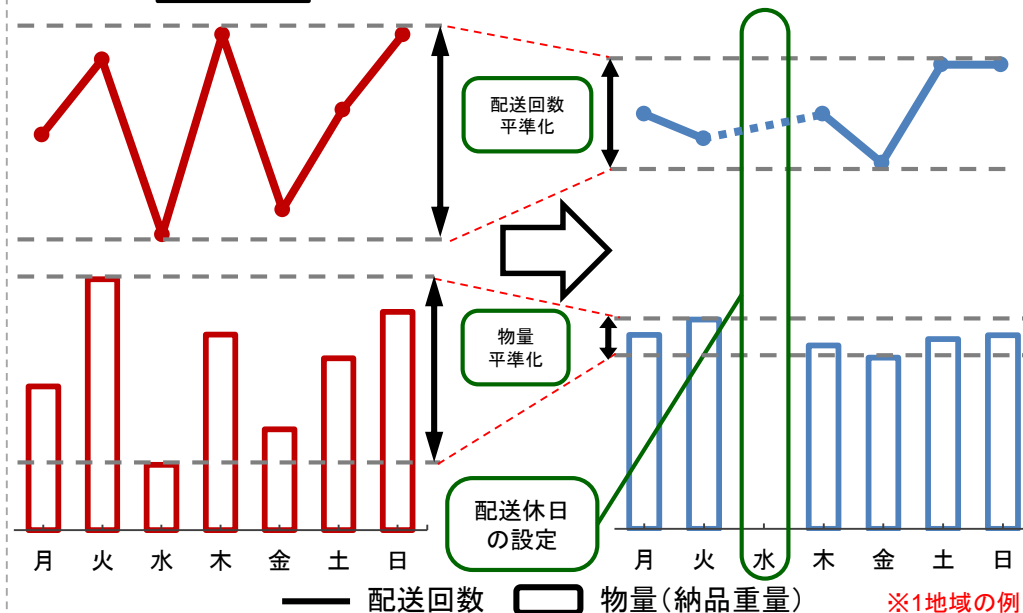 配送回数
平準化
物量
平準化
配送休日
の設定
月 火 水 木 金 土 日
月 火 水 木 金 土 日
配送回数 物量(納品重量)
※1地域の例